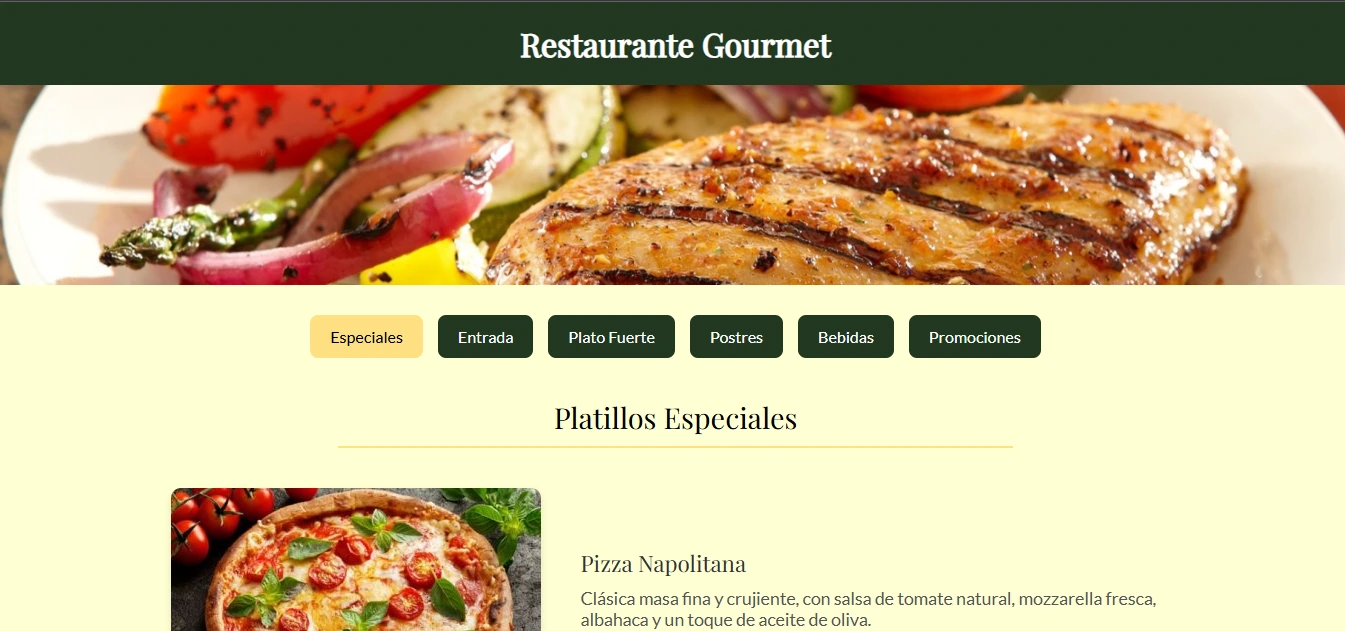 Restaurante Gourmet
Especiales
Entrada
Plato Fuerte
Postres
Bebidas
Promociones
Platillos Especiales
Pizza Napolitana
Clásica masa fina y crujiente, con salsa de tomate natural, mozzarella fresca,
albahaca y un toque de aceite de oliva.